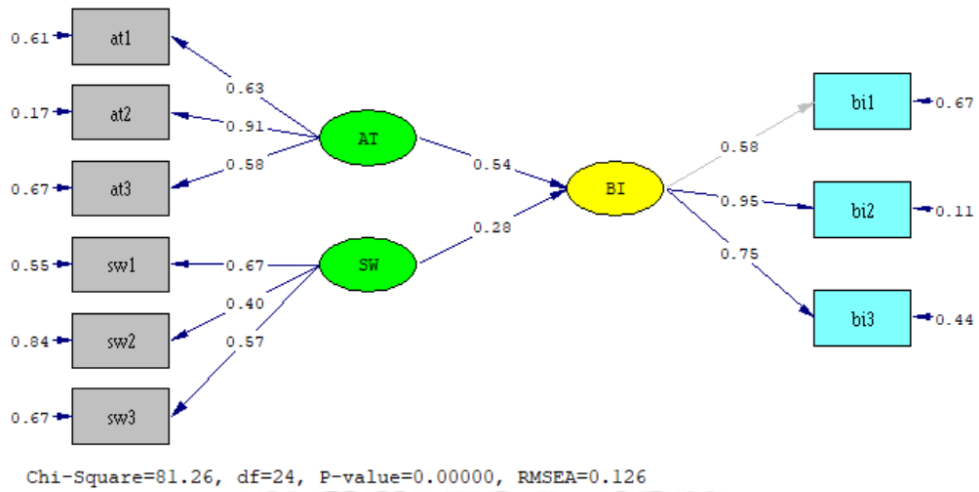 0.61
at1
0.63
0.17
at2
0.91
AT
0.58
0.67
at3
0.54
0.55
sw1
0.67
SW
0.28
0.40
0.84
sw2
0.57
0.67
sw3
BI
0.58
bi1
0.67
0.95
bi2
0.11
0.75
bi3
0.44
Chi-Square=81.26, df=24, P-value=0.00000, RMSEA=0.126